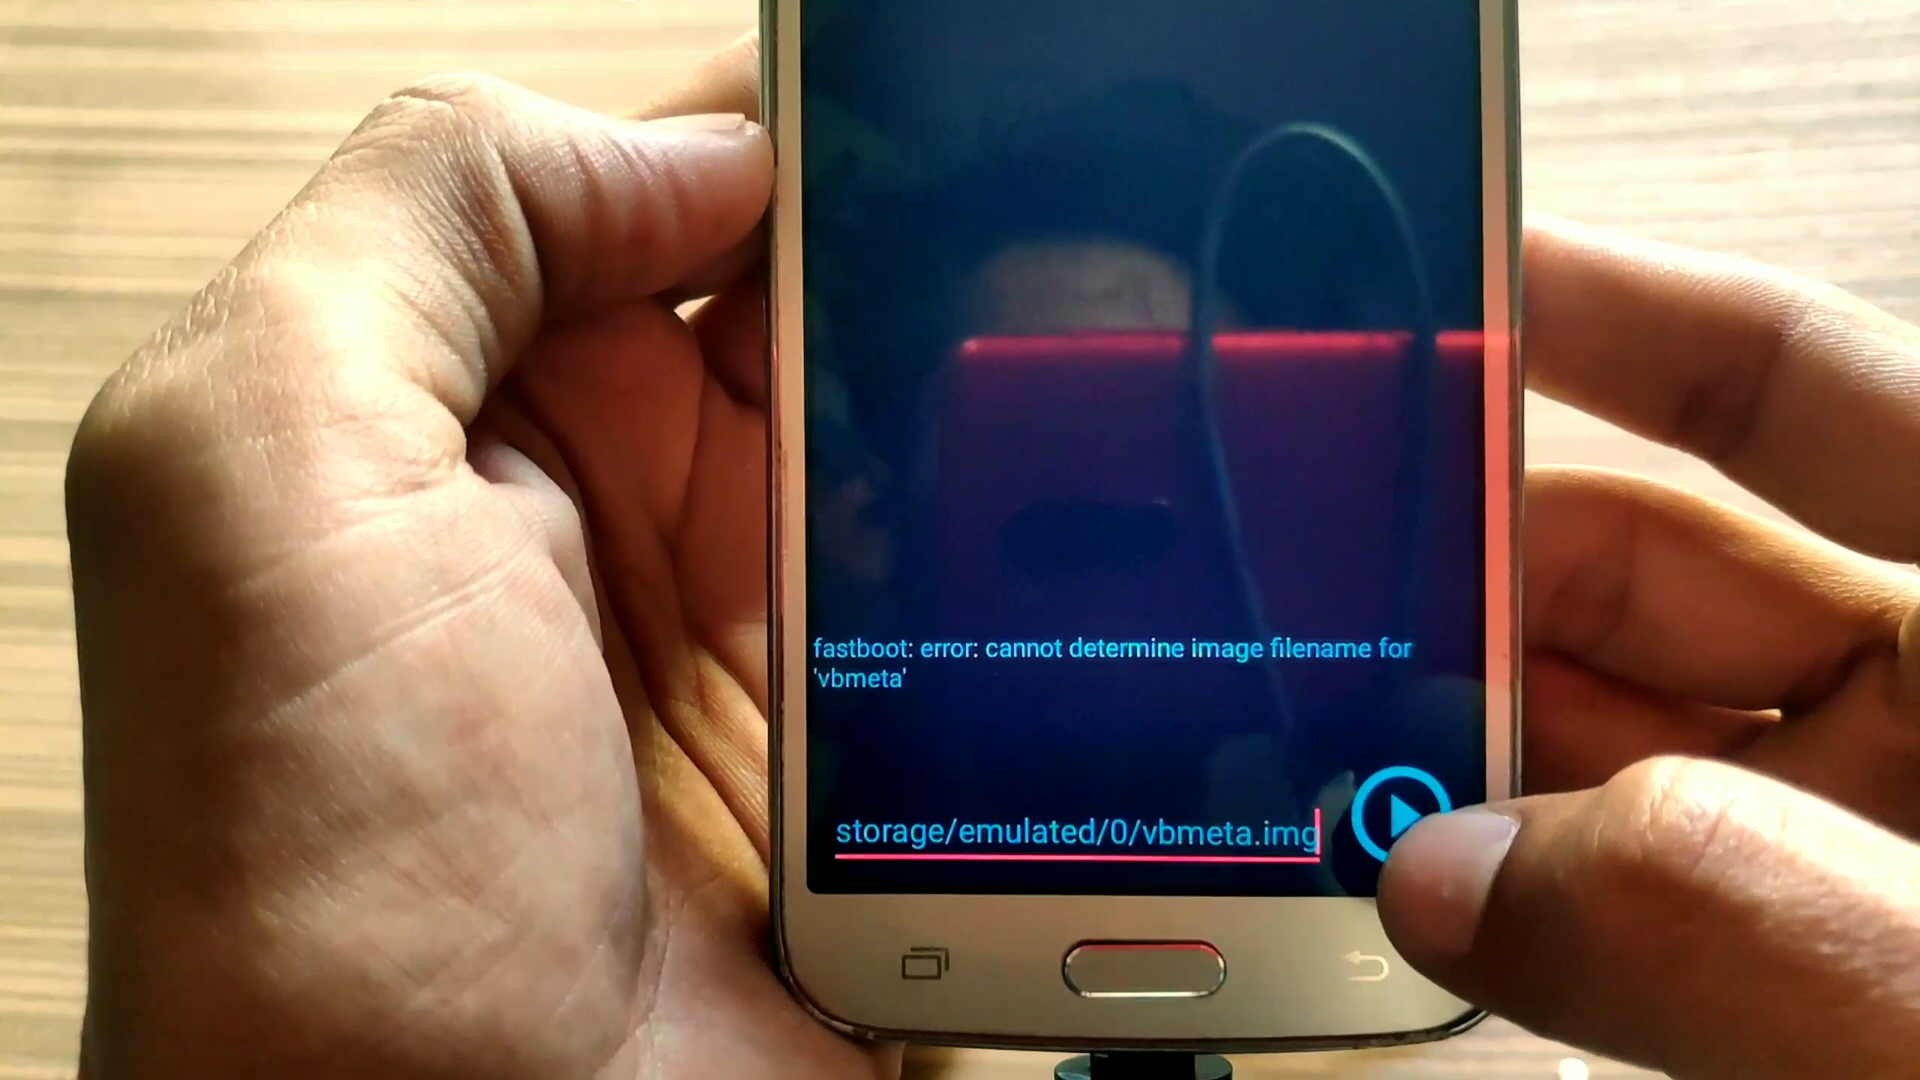 fastboot: error: cannot determine image filename for
'vbmeta'
storage/emulated/0/vbmeta.img